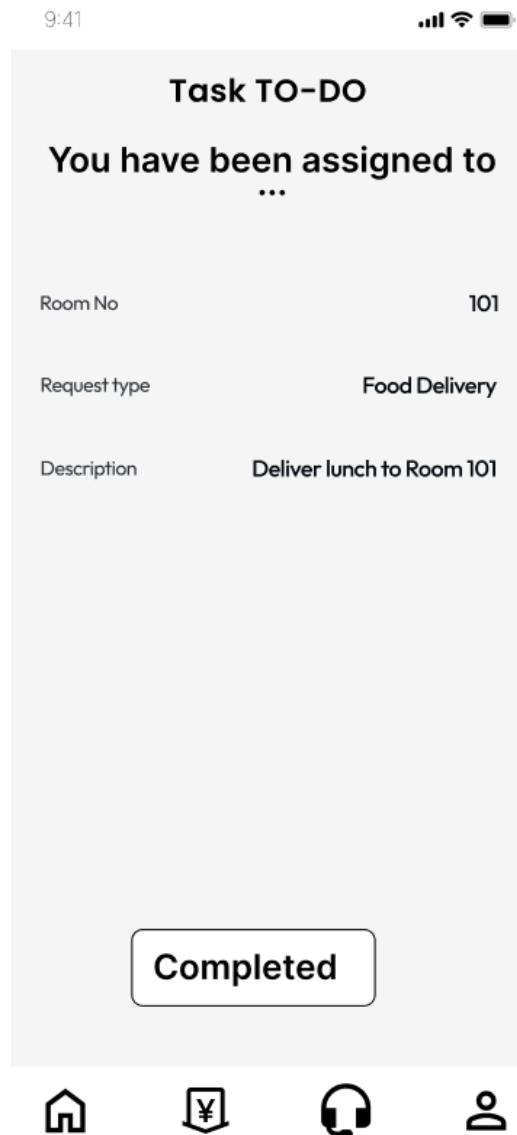 9:41
Task TO-DO
You have been assigned to
...
Room No 101
Request type Food Delivery
Description Deliver lunch to Room 101
Completed
¥